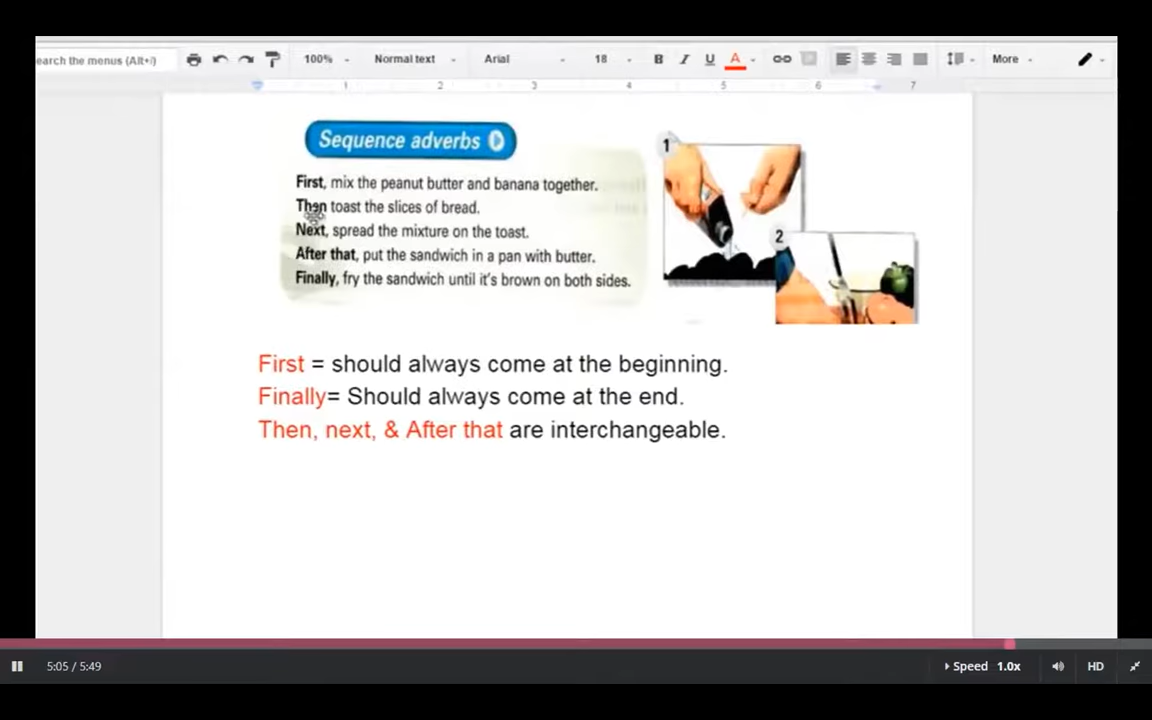 earch the menus (Alt+/)
100%
Normal text
Arial
18
B
I
U
A
More
1
2
3
4
5
6
7
Sequence adverbs
First, mix the peanut butter and banana together.
Then toast the slices of bread.
Next, spread the mixture on the toast.
After that, put the sandwich in a pan with butter.
Finally, fry the sandwich until it's brown on both sides.
1
2
First = should always come at the beginning.
Finally= Should always come at the end.
Then, next, & After that are interchangeable.
5:05 / 5:49
Speed 1.0x
HD